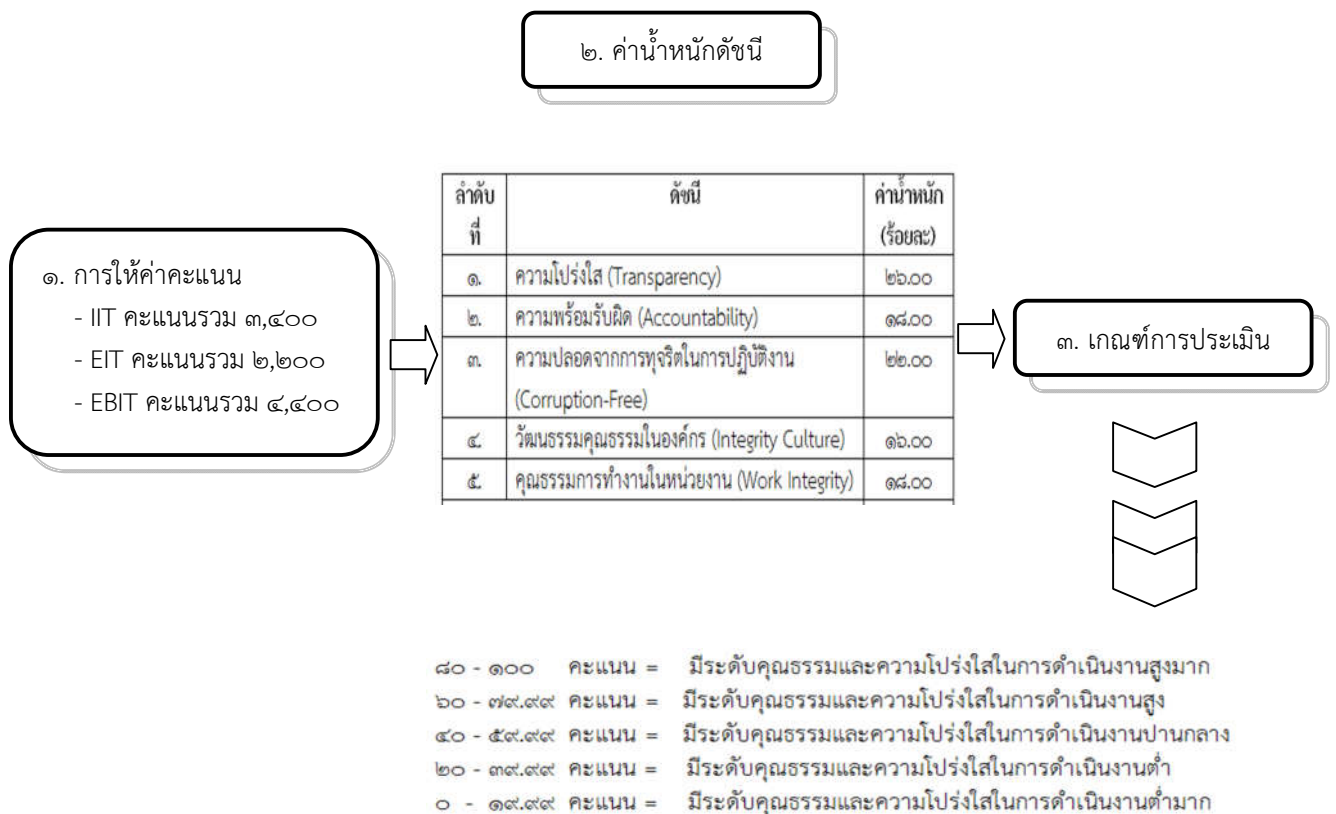 ๒. ค่าน้ำหนักดัชนี
๑. การให้ค่าคะแนน
- IIT คะแนนรวม ๓,๔๐๐
- EIT คะแนนรวม ๒,๒๐๐
- EBIT คะแนนรวม ๔,๔๐๐
ลำดับที่ ดัชนี ค่าน้ำหนัก (ร้อยละ)
๑. ความโปร่งใส (Transparency) ๒๖.๐๐
๒. ความพร้อมรับผิด (Accountability) ๑๘.๐๐
๓. ความปลอดจากการทุจริตในการปฏิบัติงาน ๒๒.๐๐
(Corruption-Free)
๔. วัฒนธรรมคุณธรรมในองค์กร (Integrity Culture) ๑๖.๐๐
๕. คุณธรรมการทำงานในหน่วยงาน (Work Integrity) ๑๘.๐๐
๓. เกณฑ์การประเมิน
๘๐ - ๑๐๐ คะแนน = มีระดับคุณธรรมและความโปร่งใสในการดำเนินงานสูงมาก
๖๐ - ๗๙.๙๙ คะแนน = มีระดับคุณธรรมและความโปร่งใสในการดำเนินงานสูง
๔๐ - ๕๙.๙๙ คะแนน = มีระดับคุณธรรมและความโปร่งใสในการดำเนินงานปานกลาง
๒๐ - ๓๙.๙๙ คะแนน = มีระดับคุณธรรมและความโปร่งใสในการดำเนินงานต่ำ
๐ - ๑๙.๙๙ คะแนน = มีระดับคุณธรรมและความโปร่งใสในการดำเนินงานต่ำมาก